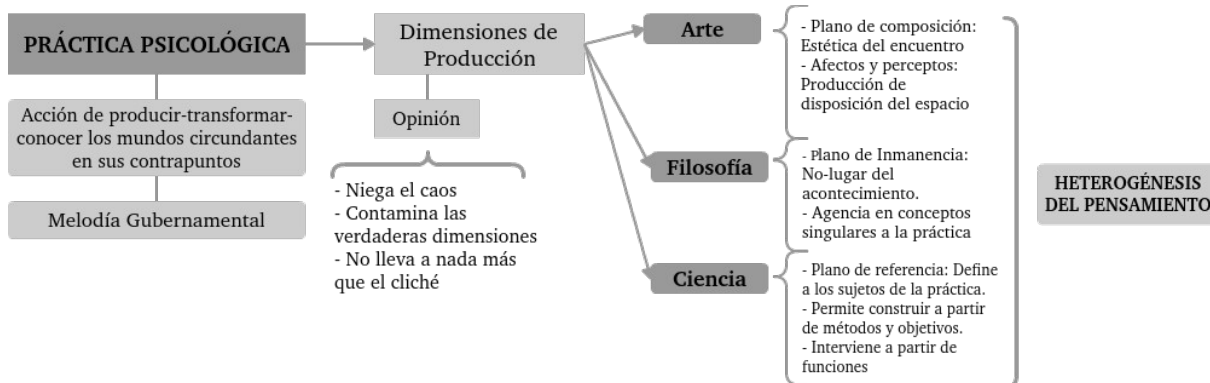 PRÁCTICA PSICOLÓGICA
Acción de producir-transformar-
conocer los mundos circundantes
en sus contrapuntos
Melodía Gubernamental
Dimensiones de
Producción
Opinión
- Niega el caos
- Contamina las
verdaderas dimensiones
- No lleva a nada más
que el cliché
Arte
- Plano de composición:
Estética del encuentro
- Afectos y perceptos:
Producción de
disposición del espacio
Filosofía
- Plano de Inmanencia:
No-lugar del
acontecimiento.
- Agencia en conceptos
singulares a la práctica
Ciencia
- Plano de referencia: Define
a los sujetos de la práctica.
- Permite construir a partir
de métodos y objetivos.
- Interviene a partir de
funciones
HETEROGÉNESIS
DEL PENSAMIENTO